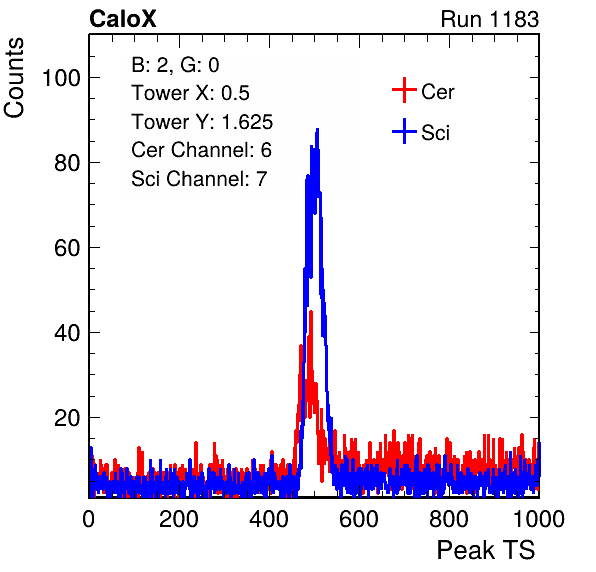 CaloX Run 1183
Counts
B: 2, G: 0
Tower X: 0.5
Tower Y: 1.625
Cer Channel: 6
Sci Channel: 7
Cer
Sci
100
80
60
40
20
0 200 400 600 800 1000
Peak TS